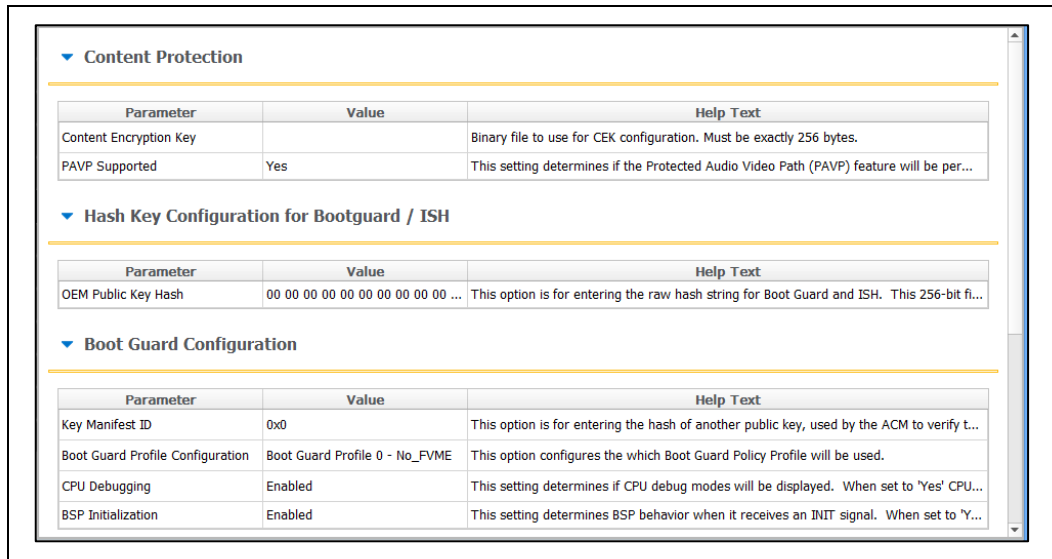 Content Protection
Parameter Value Help Text
Content Encryption Key Binary file to use for CEK configuration. Must be exactly 256 bytes.
PAVP Supported Yes This setting determines if the Protected Audio Video Path (PAVP) feature will be per...
Hash Key Configuration for Bootguard / ISH
Parameter Value Help Text
OEM Public Key Hash 00 00 00 00 00 00 00 00 00 ... This option is for entering the raw hash string for Boot Guard and ISH. This 256-bit fi...
Boot Guard Configuration
Parameter Value Help Text
Key Manifest ID 0x0 This option is for entering the hash of another public key, used by the ACM to verify t...
Boot Guard Profile Configuration Boot Guard Profile 0 - No_FVME This option configures the which Boot Guard Policy Profile will be used.
CPU Debugging Enabled This setting determines if CPU debug modes will be displayed. When set to 'Yes' CPU...
BSP Initialization Enabled This setting determines BSP behavior when it receives an INIT signal. When set to 'Y...